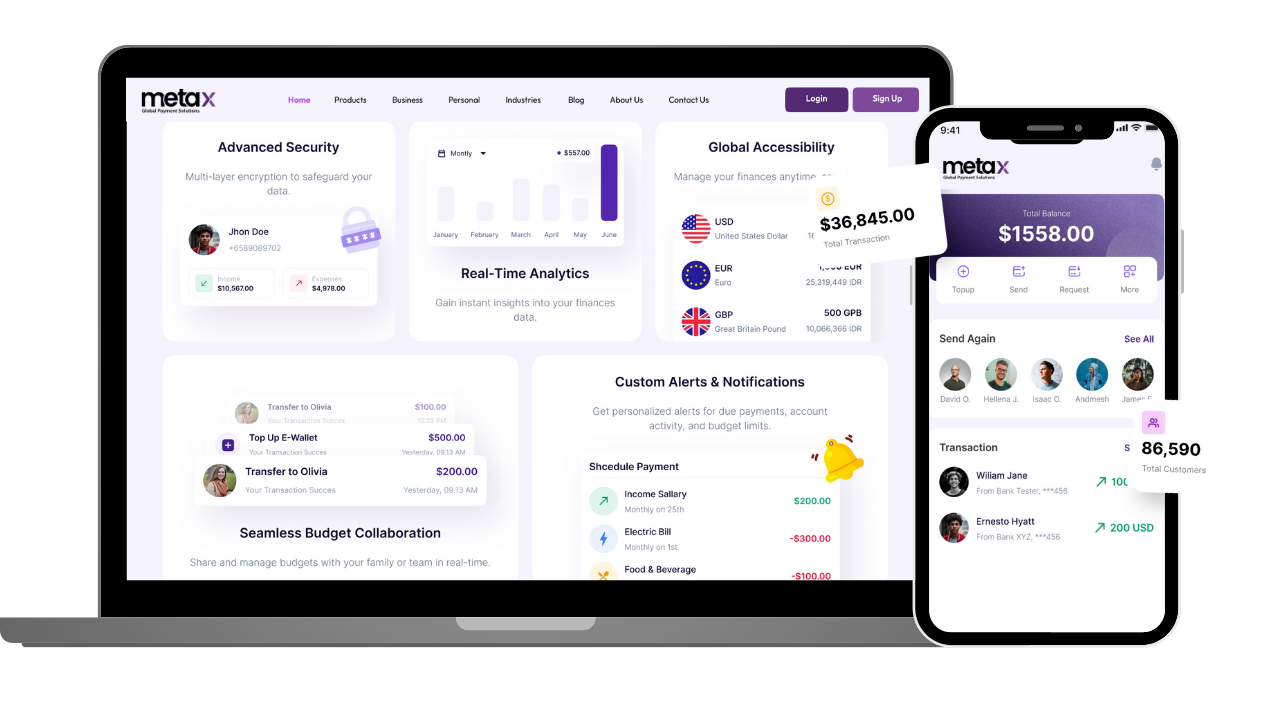 metax
Global Payment Solutions
Home
Products
Business
Personal
Industries
Blog
About Us
Contact Us
Login
Sign Up
Advanced Security
Multi-layer encryption to safeguard your
data.
Jhon Doe
+6589089702
Income
$10,567.00
Expenses
$4,978.00
****
Montly
$557.00
January
February
March
April
May
June
Real-Time Analytics
Gain instant insights into your finances
data.
Global Accessibility
Manage your finances anytime,
USD
United States Dollar
EUR
Euro
EUR
25,319,449 IDR
GBP
Great Britain Pound
500 GPB
10,066,366 IDR
$
$36,845.00
Total Transaction
Transfer to Olivia
$100.00
Your Transaction Succes
10.22 PM
Top Up E-Wallet
$500.00
Your Transaction Succes
Yesterday, 09.13 AM
Transfer to Olivia
$200.00
Your Transaction Succes
Yesterday, 09.13 AM
Seamless Budget Collaboration
Share and manage budgets with your family or team in real-time.
Custom Alerts & Notifications
Get personalized alerts for due payments, account
activity, and budget limits.
Shcedule Payment
Income Sallary
Monthly on 25th
$200.00
Electric Bill
Monthly on 1st
-$300.00
Food & Beverage
-$100.00
9:41
metax
Global Payment Solutions
Total Balance
$1558.00
Topup
Send
Request
More
Send Again
See All
David O.
Hellena J.
Isaac O.
Andmesh
James
Transaction
S
Wiliam Jane
From Bank Tester, ***456
100
Ernesto Hyatt
From Bank XYZ, ***456
200 USD
86,590
Total Customers